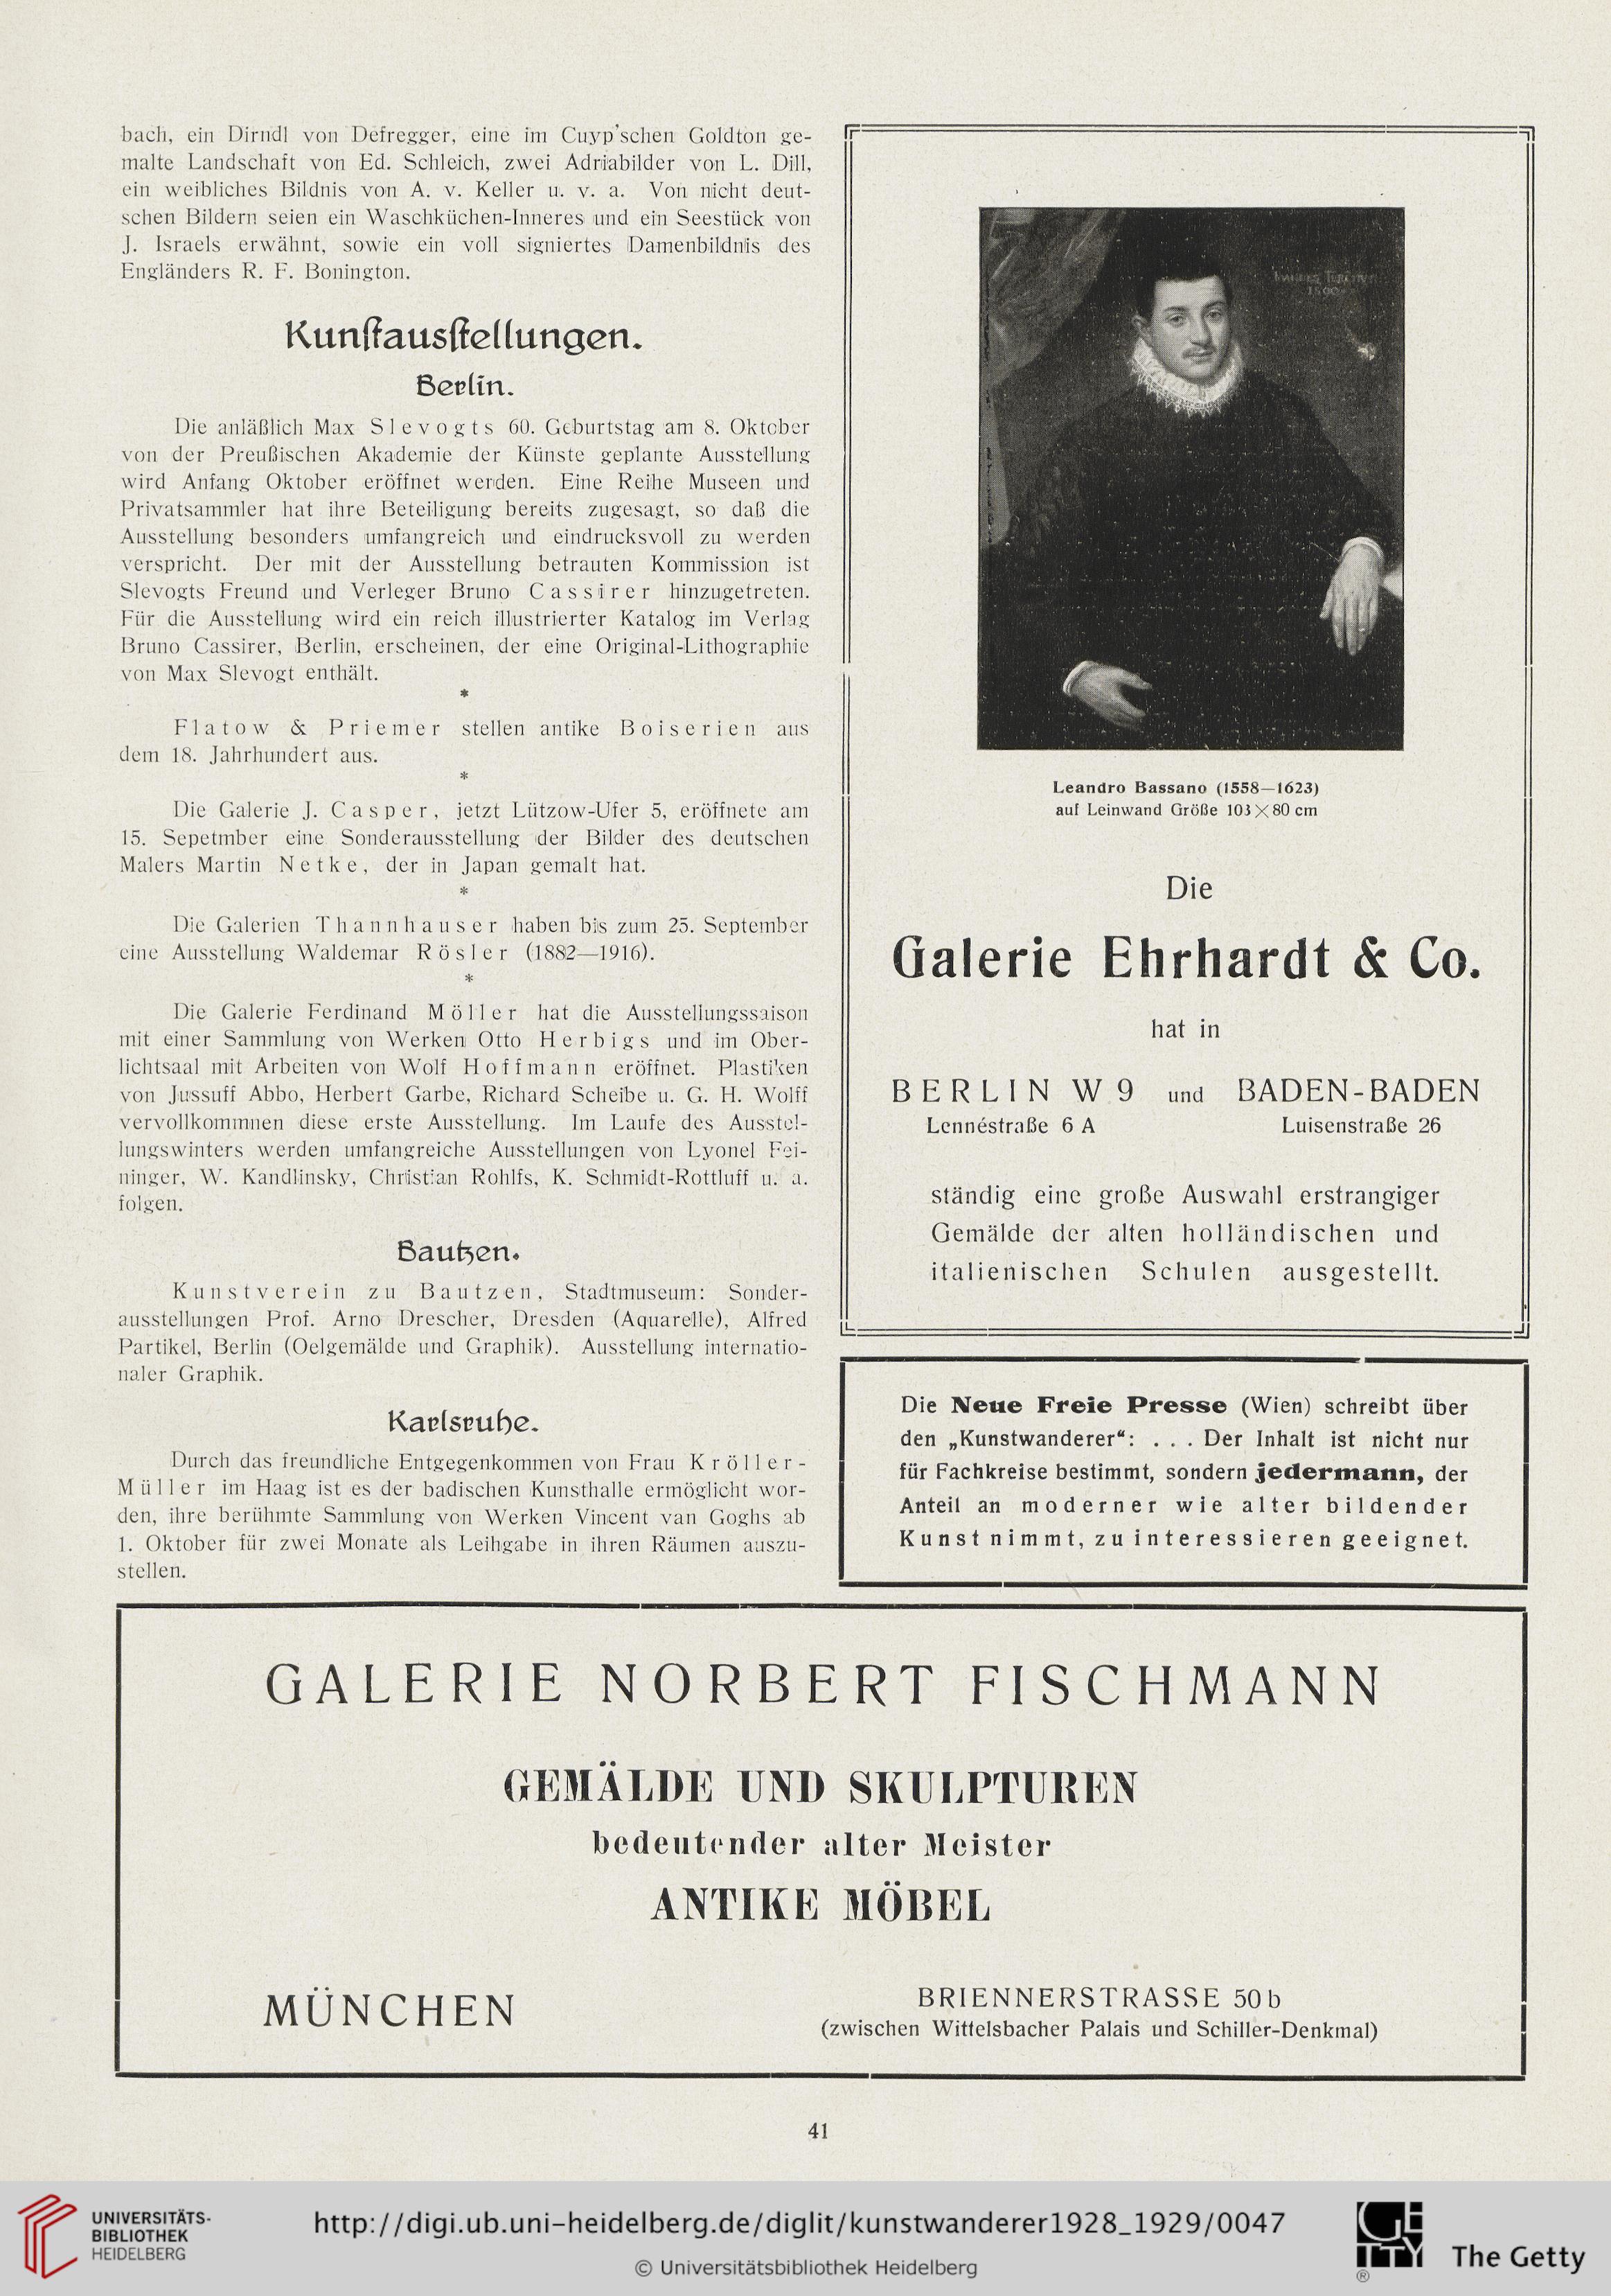 bach, ein Dirndl von Defregger, eine im Cuyp'schen Goldton ge-
malte Landschaft von Ed. Schleich, zwei Adriabilder von L. Dill,
ein weibliches Bildnis von A. v. Keller u. v. a. Von nicht deut-
schen Bildern seien ein Waschküchen-Inneres und ein Seestück von
J. Israels erwähnt, sowie ein voll signiertes Damenbildnis des
Engländers R. F. Bonington.
Kunſtausſtellungen.
Berlin.
Die anläßlich Max Slevogts 60. Geburtstag am 8. Oktober
von der Preußischen Akademie der Künste geplante Ausstellung
wird Anfang Oktober eröffnet werden. Eine Reihe Museen und
Privatsammler hat ihre Beteiligung bereits zugesagt, so daß die
Ausstellung besonders umfangreich und eindrucksvoll zu werden
verspricht. Der mit der Ausstellung betrauten Kommission ist
Slevogts Freund und Verleger Bruno Cassirer hinzugetreten.
Für die Ausstellung wird ein reich illustrierter Katalog im Verlag
Bruno Cassirer, Berlin, erscheinen, der eine Original-Lithographie
von Max Slevogt enthält.
*
Flatow & Priemer stellen antike Boiserien aus
dem 18. Jahrhundert aus.
*
Die Galerie J. Casper, jetzt Lützow-Ufer 5, eröffnete am
15. Sepetmber eine Sonderausstellung der Bilder des deutschen
Malers Martin Netke, der in Japan gemalt hat.
*
Die Galerien Thannhauser haben bis zum 25. September
eine Ausstellung Waldemar Rösler (1882—1916).
*
Die Galerie Ferdinand Möller hat die Ausstellungssaison
mit einer Sammlung von Werken Otto Herbigs und im Ober-
lichtsaal mit Arbeiten von Wolf Hoffmann eröffnet. Plastiken
von Jussuff Abbo, Herbert Garbe, Richard Scheibe u. G. H. Wolff
vervollkommnen diese erste Ausstellung. Im Laufe des Ausstel-
lungswinters werden umfangreiche Ausstellungen von Lyonel Fei-
ninger, W. Kandlinsky, Christian Rohlfs, K. Schmidt-Rottluff u. a.
folgen.
Bautzen.
Kunstverein zu Bautzen, Stadtmuseum: Sonder-
ausstellungen Prof. Arno Drescher, Dresden (Aquarelle), Alfred
Partikel, Berlin (Oelgemälde und Graphik). Ausstellung internatio-
naler Graphik.
Karlsruhe.
Durch das freundliche Entgegenkommen von Frau Kröller-
Müller im Haag ist es der badischen Kunsthalle ermöglicht wor-
den, ihre berühmte Sammlung von Werken Vincent van Goghs ab
1. Oktober für zwei Monate als Leihgabe in ihren Räumen auszu-
stellen.
Leandro Bassano (1558—1623)
auf Leinwand Größe 103×80 cm
Die
Galerie Ehrhardt & Co.
hat in
BERLIN W 9 und BADEN-BADEN
Lennéstraße 6 A Luisenstraße 26
ständig eine große Auswahl erstrangiger
Gemälde der alten holländischen und
italienischen Schulen ausgestellt.
Die Neue Freie Presse (Wien) schreibt über
den „Kunstwanderer“: . . . Der Inhalt ist nicht nur
für Fachkreise bestimmt, sondern jedermann, der
Anteil an moderner wie alter bildender
Kunst nimmt, zu interessieren geeignet.
GALERIE NORBERT FISCHMANN
GEMÄLDE UND SKULPTUREN
bedeutender alter Meister
ANTIKE MÖBEL
MÜNCHEN
BRIENNERSTRASSE 50 b
(zwischen Wittelsbacher Palais und Schiller-Denkmal)
41
UNIVERSITÄTS-
BIBLIOTHEK
HEIDELBERG
http://digi.ub.uni-heidelberg.de/diglit/kunstwanderer1928_1929/0047
© Universitätsbibliothek Heidelberg
GETTY
®
The Getty